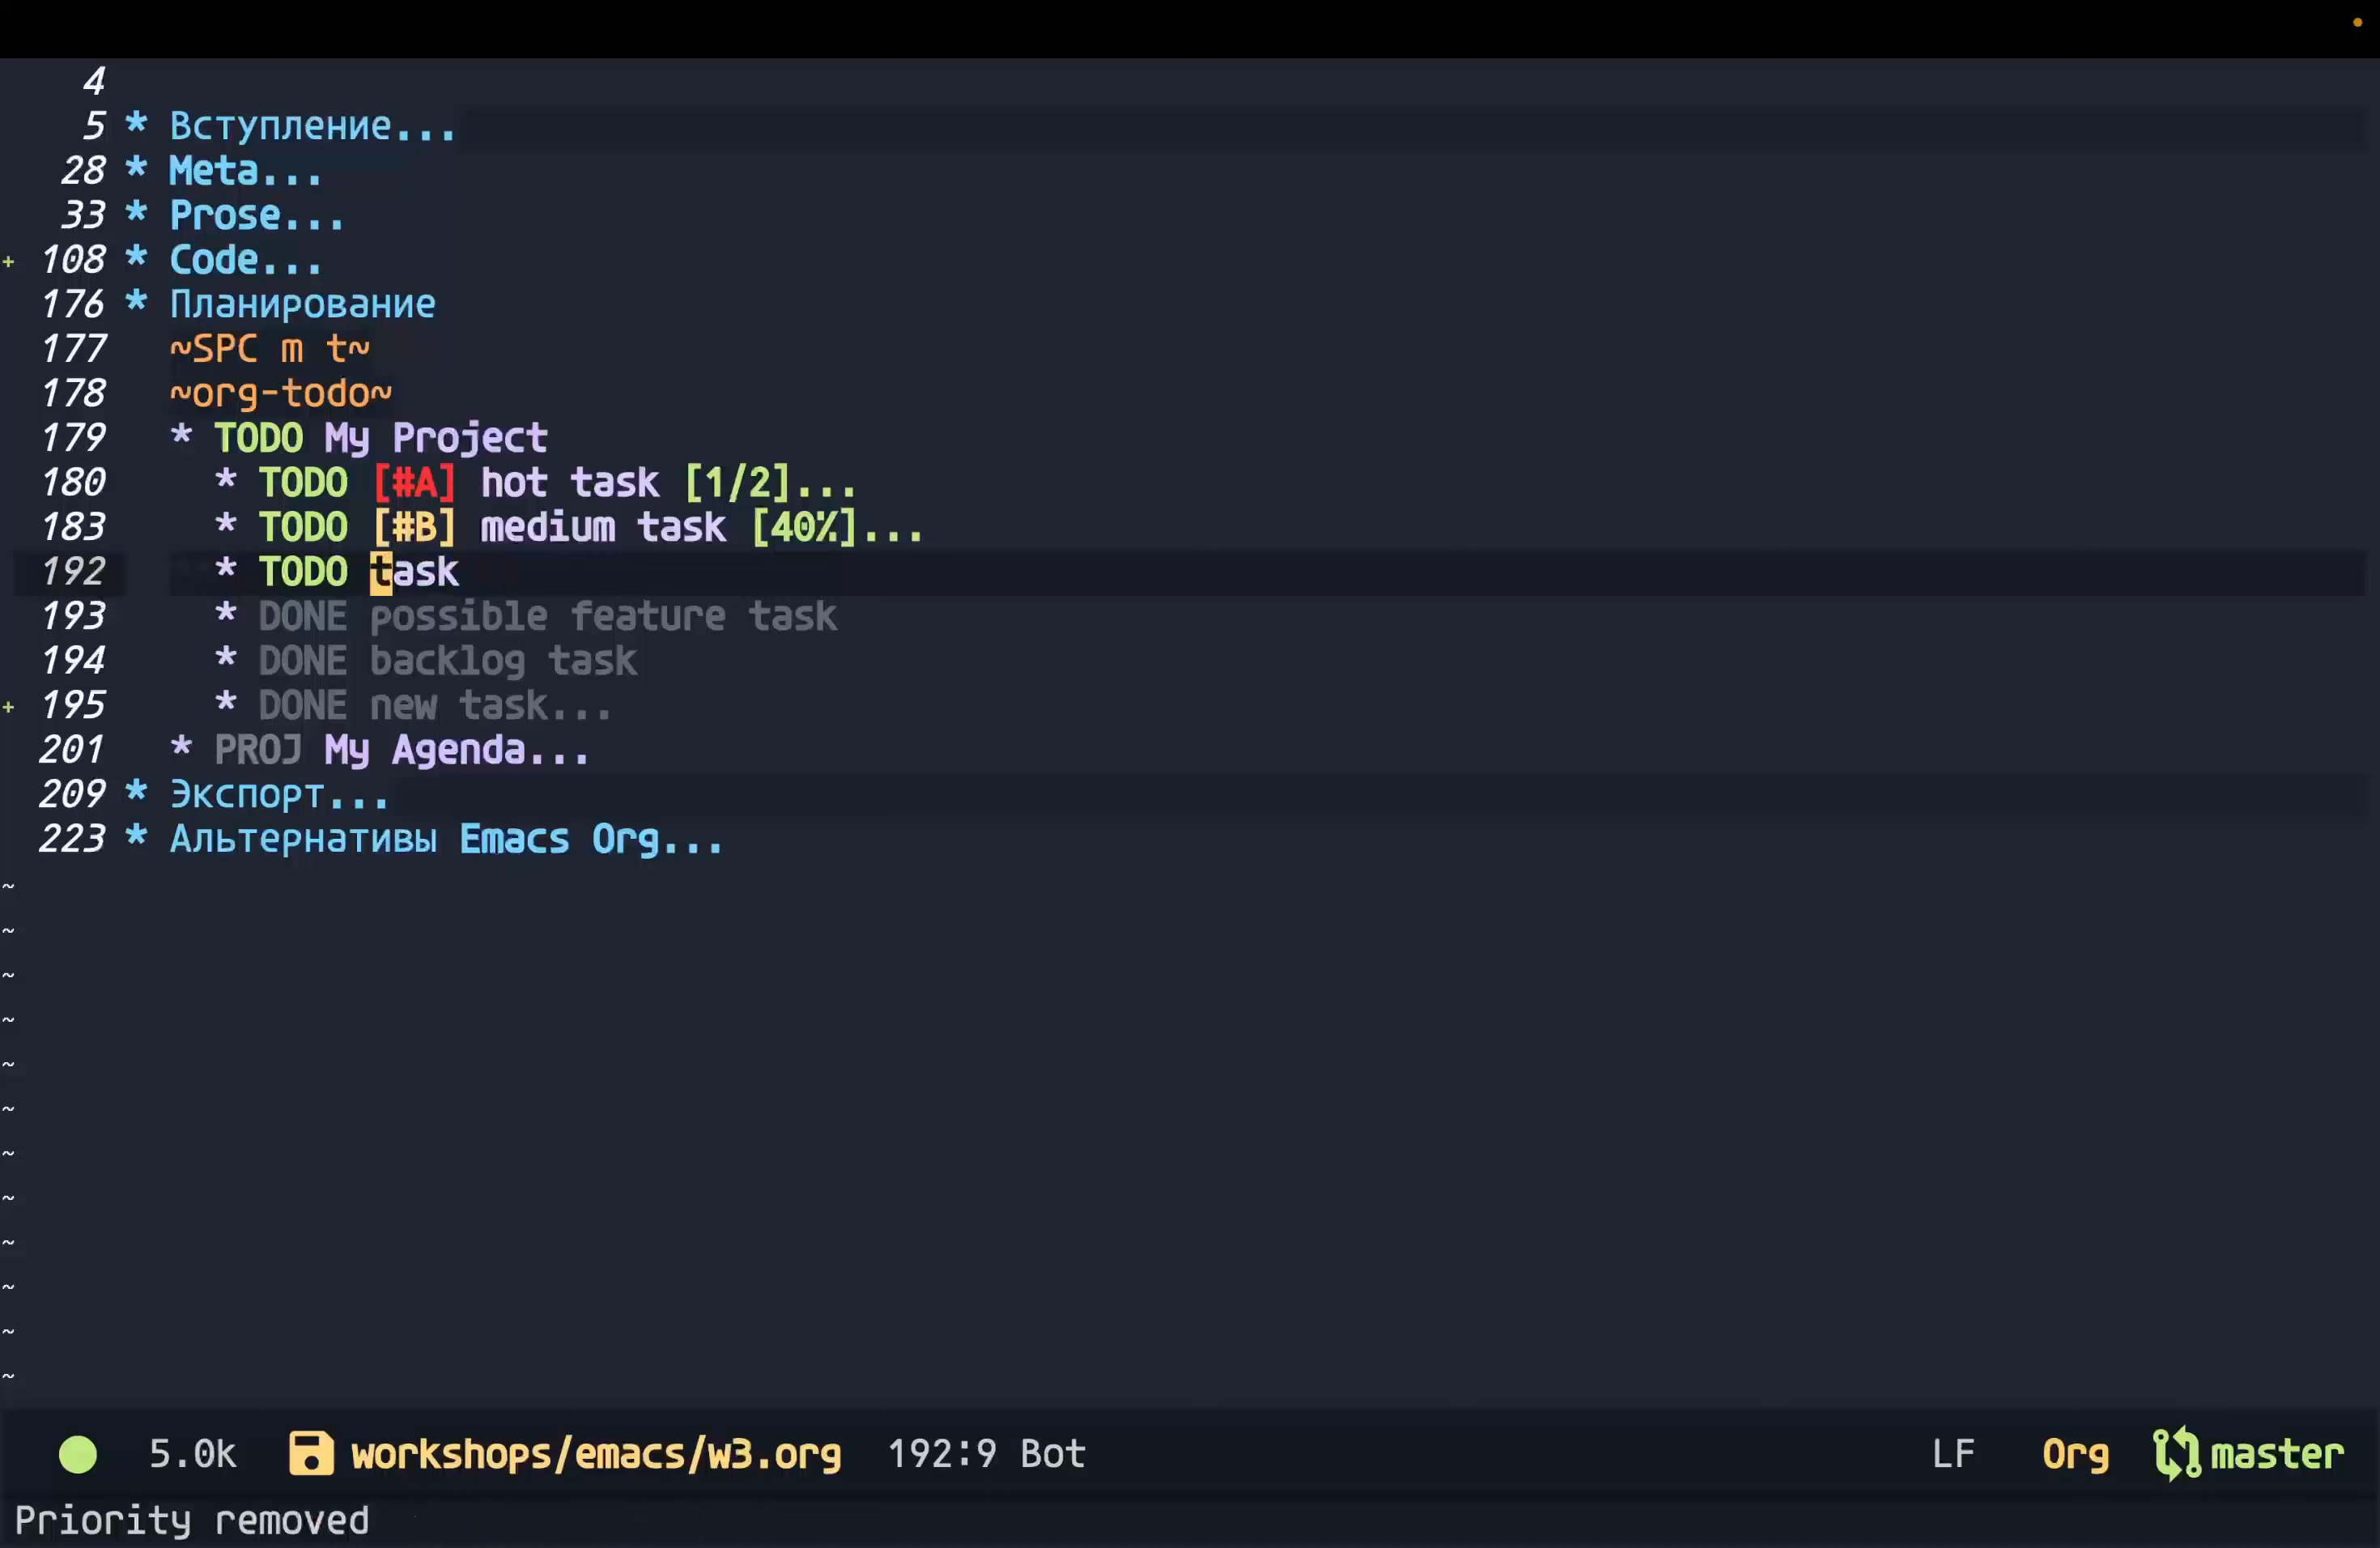 4
5 * Вступление...
28 * Meta...
33 * Prose...
+ 108 * Code...
176 * Планирование
177 ~SPC m t~
178 ~org-todo~
179 * TODO My Project
180 * TODO [#A] hot task [1/2]...
183 * TODO [#B] medium task [40%]...
192 * TODO task
193 * DONE possible feature task
194 * DONE backlog task
+ 195 * DONE new task...
201 * PROJ My Agenda...
209 * Экспорт...
223 * Альтернативы Emacs Org...
~
~
~
~
~
~
~
~
~
~
~
~
5.0k workshops/emacs/w3.org 192:9 Bot LF Org master
Priority removed